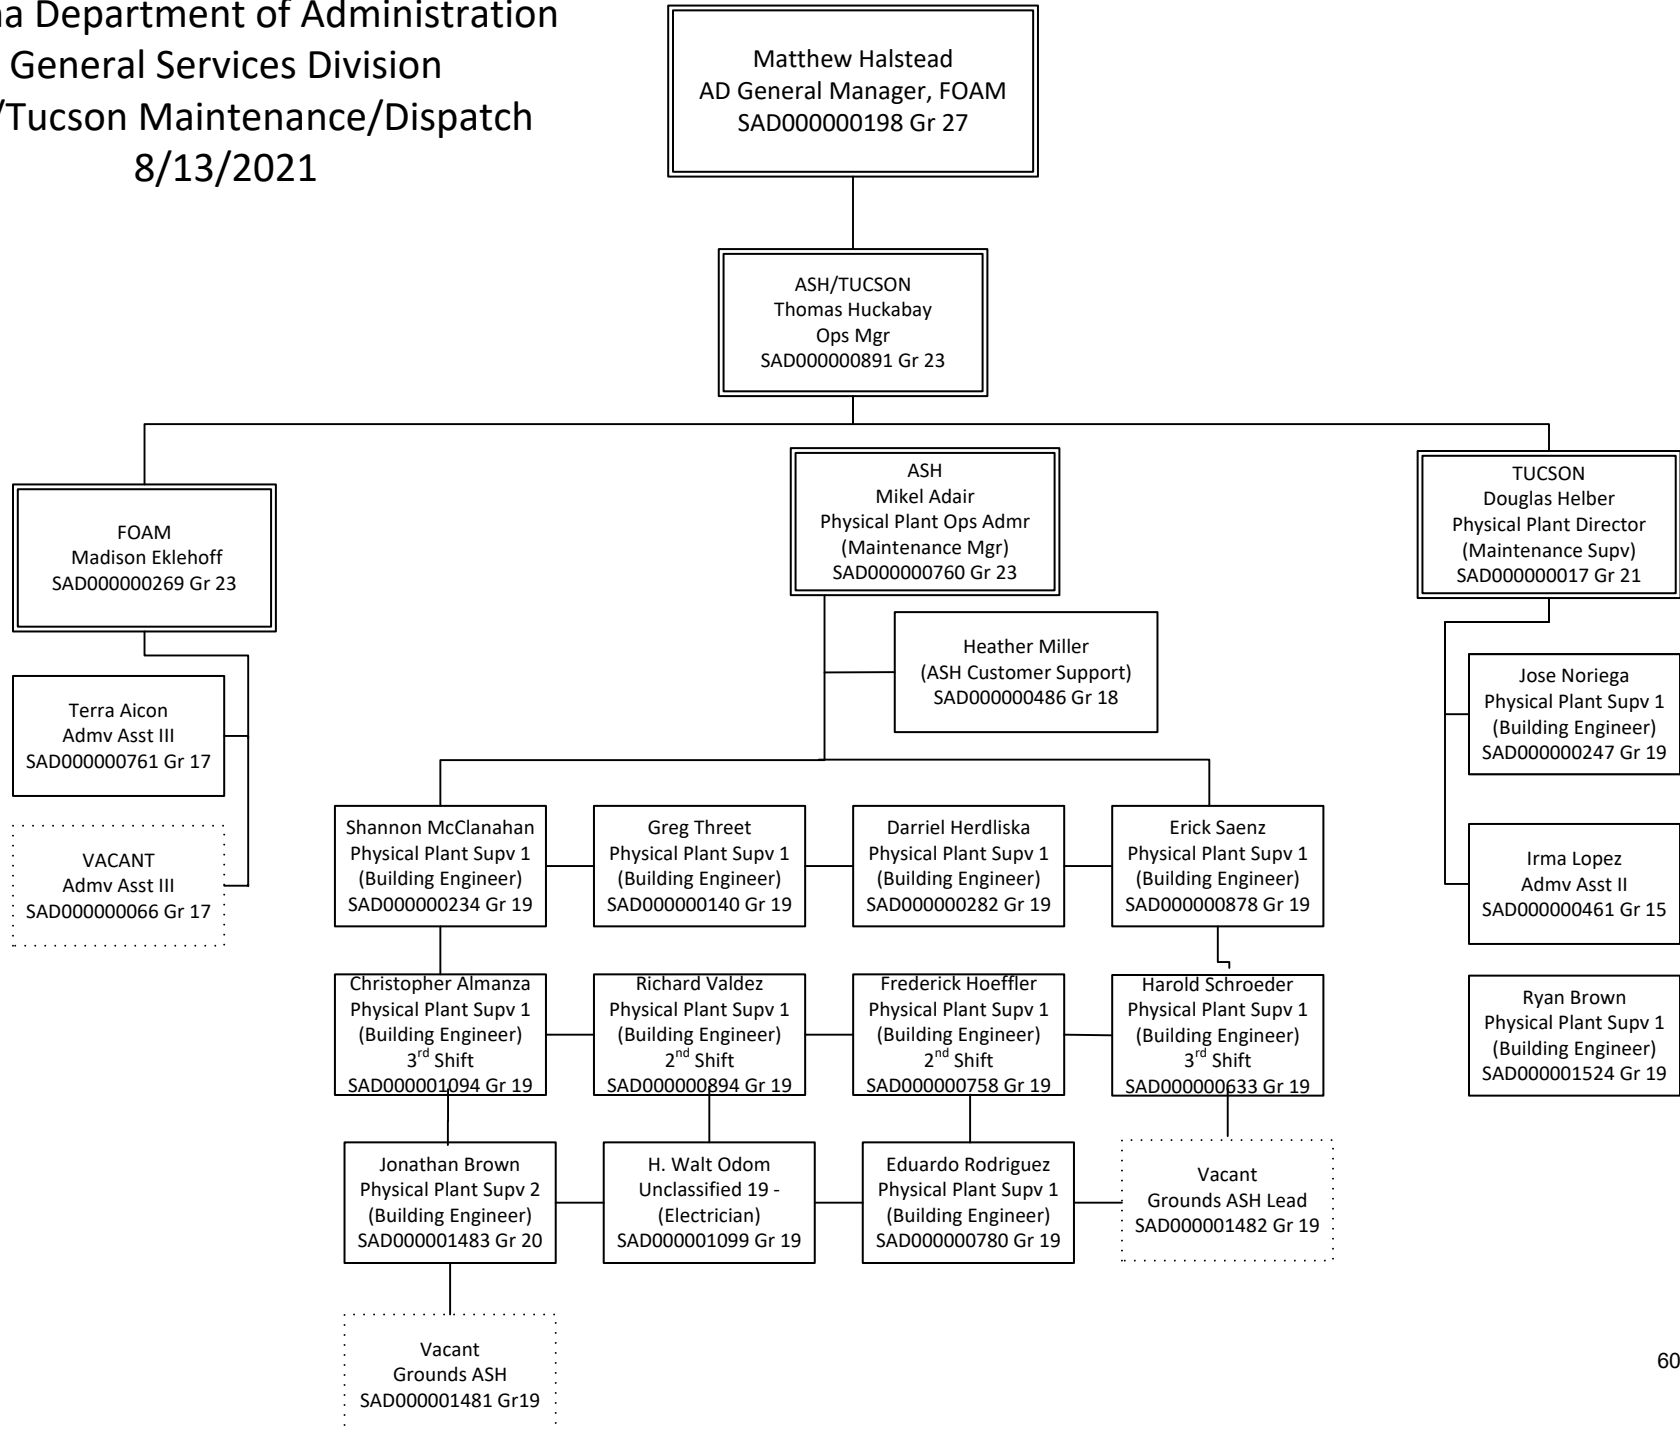 Department of Administration
General Services Division
/Tucson Maintenance/Dispatch
8/13/2021
Matthew Halstead
AD General Manager, FOAM
SAD000000198 Gr 27
ASH/TUCSON
Thomas Huckabay
Ops Mgr
SAD000000891 Gr 23
FOAM
Madison Eklehoff
SAD000000269 Gr 23
ASH
Mikel Adair
Physical Plant Ops Admr
(Maintenance Mgr)
SAD000000760 Gr 23
TUCSON
Douglas Helber
Physical Plant Director
(Maintenance Supv)
SAD000000017 Gr 21
Heather Miller
(ASH Customer Support)
SAD000000486 Gr 18
Terra Aicon
Admv Asst III
SAD000000761 Gr 17
VACANT
Admv Asst III
SAD000000066 Gr 17
Jose Noriega
Physical Plant Supv 1
(Building Engineer)
SAD000000247 Gr 19
Irma Lopez
Admv Asst II
SAD000000461 Gr 15
Ryan Brown
Physical Plant Supv 1
(Building Engineer)
SAD000001524 Gr 19
Shannon McClanahan
Physical Plant Supv 1
(Building Engineer)
SAD000000234 Gr 19
Greg Threet
Physical Plant Supv 1
(Building Engineer)
SAD000000140 Gr 19
Darriel Herdliska
Physical Plant Supv 1
(Building Engineer)
SAD000000282 Gr 19
Erick Saenz
Physical Plant Supv 1
(Building Engineer)
SAD000000878 Gr 19
Christopher Almanza
Physical Plant Supv 1
(Building Engineer)
3rd Shift
SAD000001094 Gr 19
Richard Valdez
Physical Plant Supv 1
(Building Engineer)
2nd Shift
SAD000000894 Gr 19
Frederick Hoeffler
Physical Plant Supv 1
(Building Engineer)
2nd Shift
SAD000000758 Gr 19
Harold Schroeder
Physical Plant Supv 1
(Building Engineer)
3rd Shift
SAD000000633 Gr 19
Jonathan Brown
Physical Plant Supv 2
(Building Engineer)
SAD000001483 Gr 20
H. Walt Odom
Unclassified 19 -
(Electrician)
SAD000001099 Gr 19
Eduardo Rodriguez
Physical Plant Supv 1
(Building Engineer)
SAD000000780 Gr 19
Vacant
Grounds ASH Lead
SAD000001482 Gr 19
Vacant
Grounds ASH
SAD000001481 Gr19
60